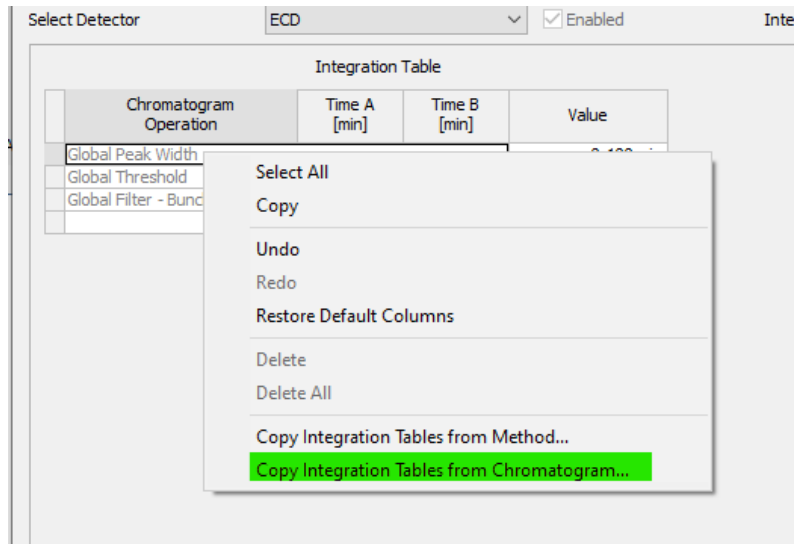 Select Detector ECD Enabled Inte
Integration Table
Chromatogram Operation Time A [min] Time B [min] Value
Global Peak Width
Global Threshold
Global Filter - Bunc
Select All
Copy
Undo
Redo
Restore Default Columns
Delete
Delete All
Copy Integration Tables from Method...
Copy Integration Tables from Chromatogram...